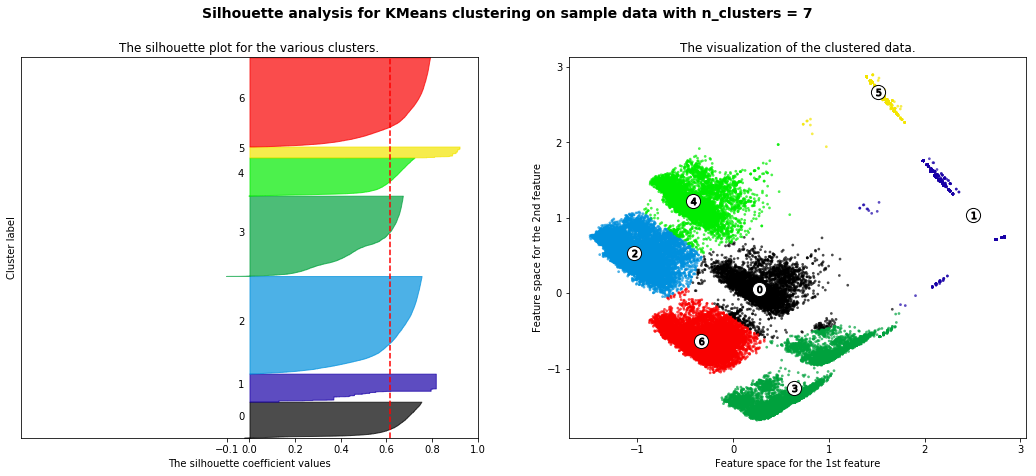 Silhouette analysis for KMeans clustering on sample data with n_clusters = 7
The silhouette plot for the various clusters.
Cluster label
6
5
4
3
2
1
0
−0.1 0.0 0.2 0.4 0.6 0.8 1.0
The silhouette coefficient values
The visualization of the clustered data.
Feature space for the 2nd feature
3
2
1
0
−1
5
4
1
2
0
6
3
−1 0 1 2 3
Feature space for the 1st feature